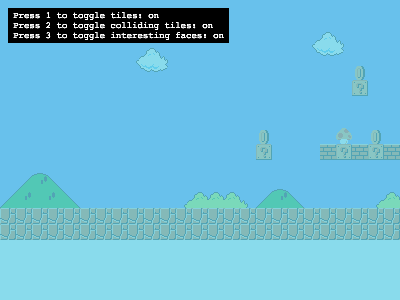 Press 1 to toggle tiles: on
Press 2 to toggle colliding tiles: on
Press 3 to toggle interesting faces: on
?
?
? ?